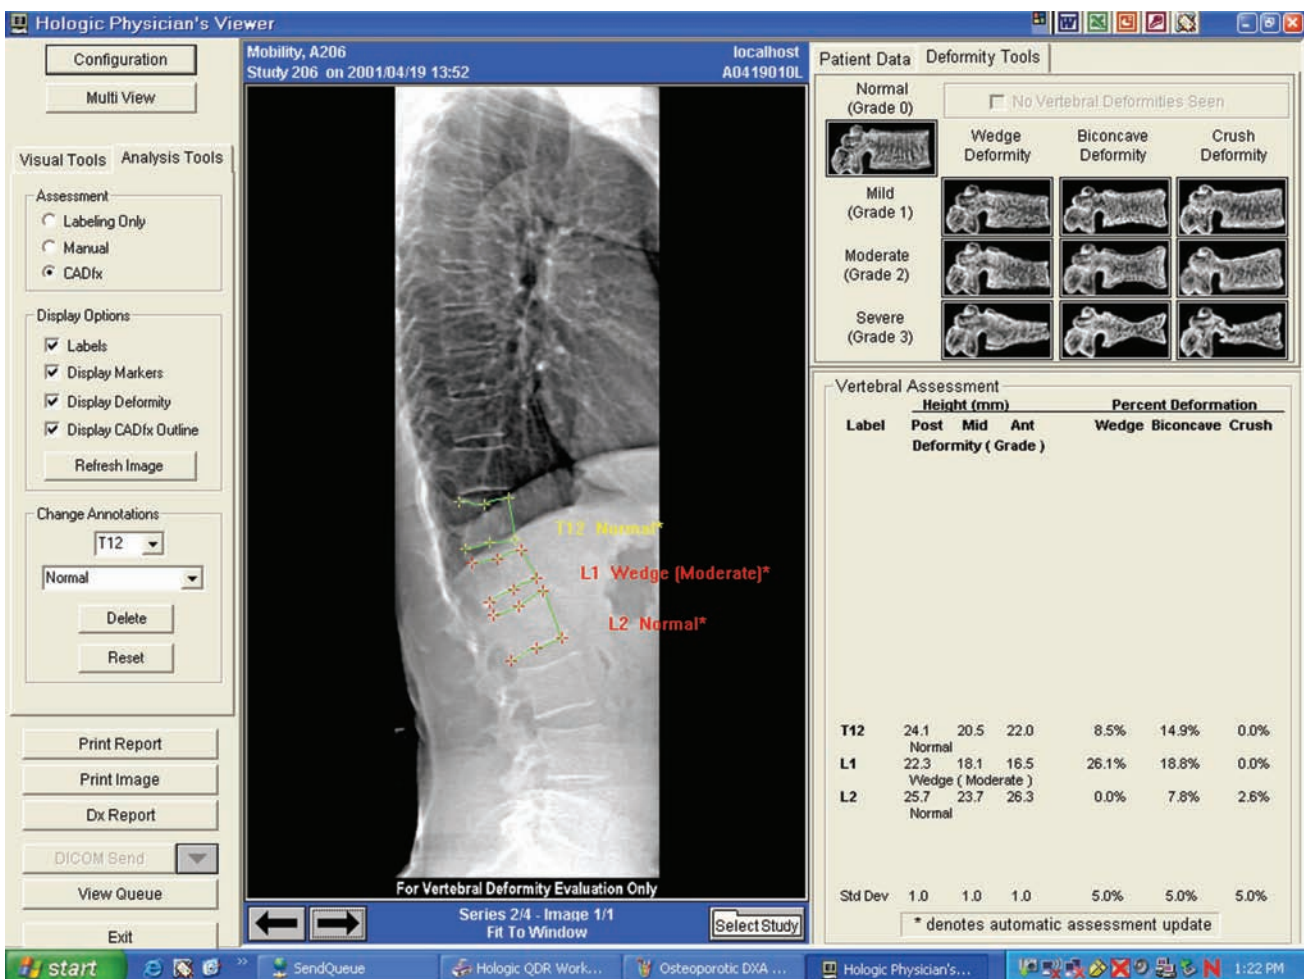 Hologic Physician's Viewer
Configuration
Multi View
Visual Tools Analysis Tools
Assessment
Labeling Only
Manual
CADfx
Display Options
Labels
Display Markers
Display Deformity
Display CADfx Outline
Refresh Image
Change Annotations
T12
Normal
Delete
Reset
Print Report
Print Image
Dx Report
DICOM Send
View Queue
Exit
Mobility, A206 localhost
Study 206 on 2001/04/19 13:52 A0419010L
T12 Normal*
L1 Wedge (Moderate)*
L2 Normal*
For Vertebral Deformity Evaluation Only
Series 2/4 - Image 1/1
Fit To Window
Select Study
Patient Data Deformity Tools
Normal
(Grade 0)
No Vertebral Deformities Seen
Wedge Deformity
Biconcave Deformity
Crush Deformity
Mild
(Grade 1)
Moderate
(Grade 2)
Severe
(Grade 3)
Vertebral Assessment
Height (mm) Percent Deformation
Label Post Mid Ant Wedge Biconcave Crush
Deformity ( Grade )
T12 24.1 20.5 22.0 8.5% 14.9% 0.0%
Normal
L1 22.3 18.1 16.5 26.1% 18.8% 0.0%
Wedge ( Moderate )
L2 25.7 23.7 26.3 0.0% 7.8% 2.6%
Normal
Std Dev 1.0 1.0 1.0 5.0% 5.0% 5.0%
* denotes automatic assessment update
start
SendQueue
Hologic QDR Work...
Osteoporotic DXA ...
Hologic Physician's...
1:22 PM